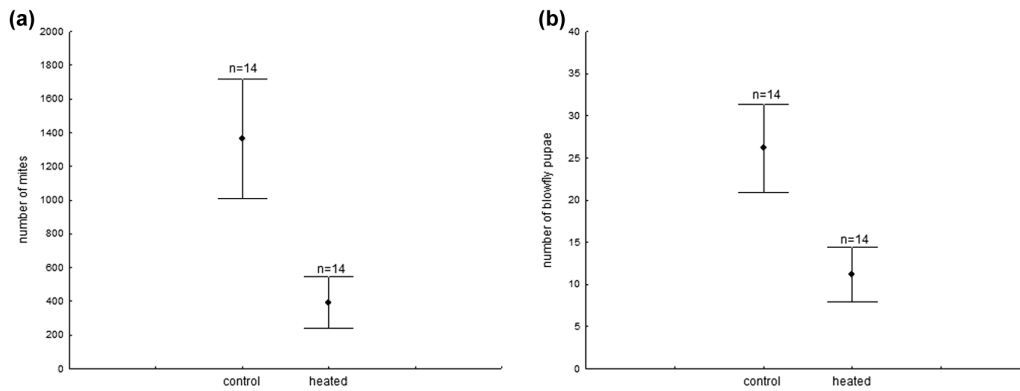 (a)
number of mites
2000
1800
1600
1400
1200
1000
800
600
400
200
0
n=14
n=14
control heated
(b)
number of blowfly pupae
40
35
30
25
20
15
10
5
0
n=14
n=14
control heated